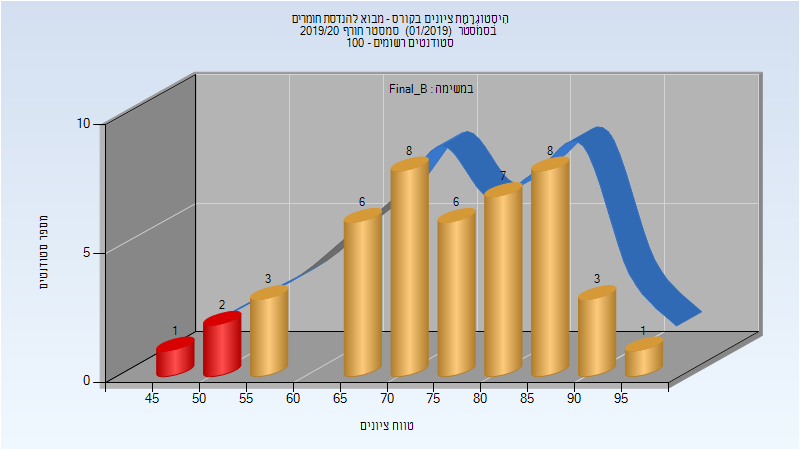 היסטוגרמת ציונים בקורס - מבוא להנדסת חומרים
בסמסטר (01/2019) סמסטר חורף 2019/20
סטודנטים רשומים - 100
במשימה : Final_B
מספר סטודנטים
10
5
0
1
2
3
6
8
6
7
8
3
1
45 50 55 60 65 70 75 80 85 90 95
טווח ציונים